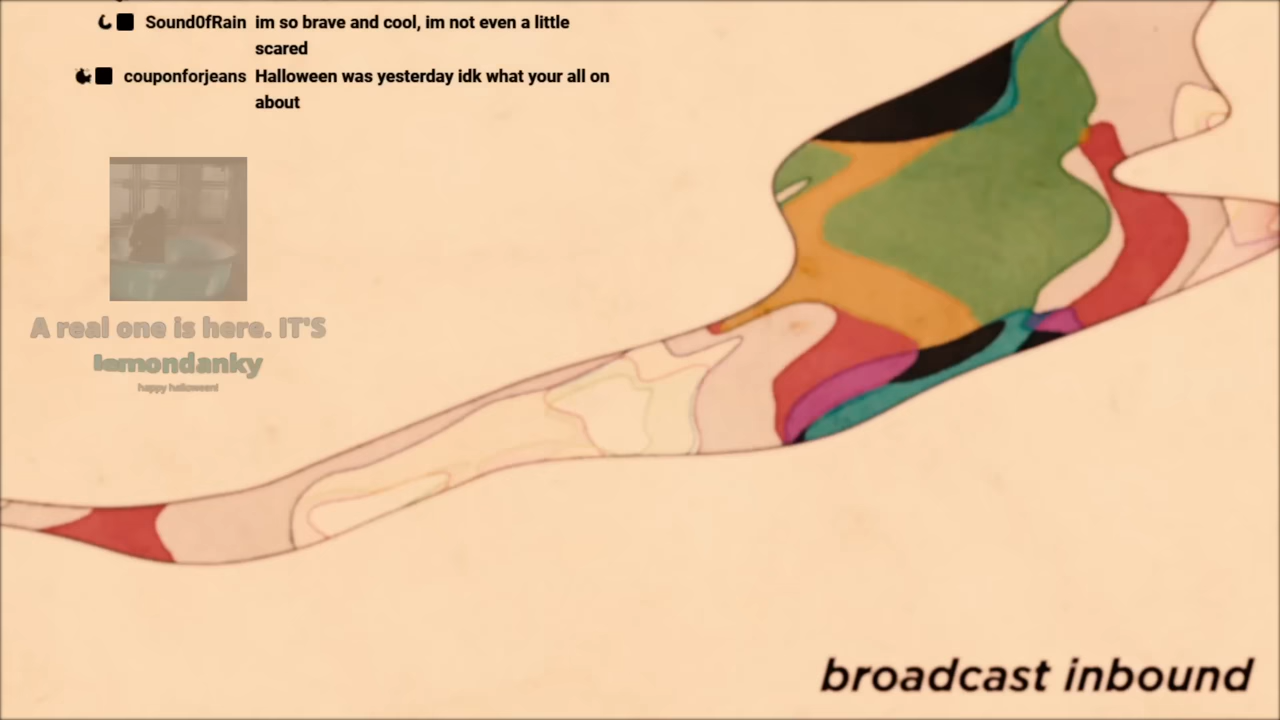 SoundOfRain im so brave and cool, im not even a little
scared
couponforjeans Halloween was yesterday idk what your all on
about
A real one is here. IT'S
lemondanky
happy halloween!
broadcast inbound